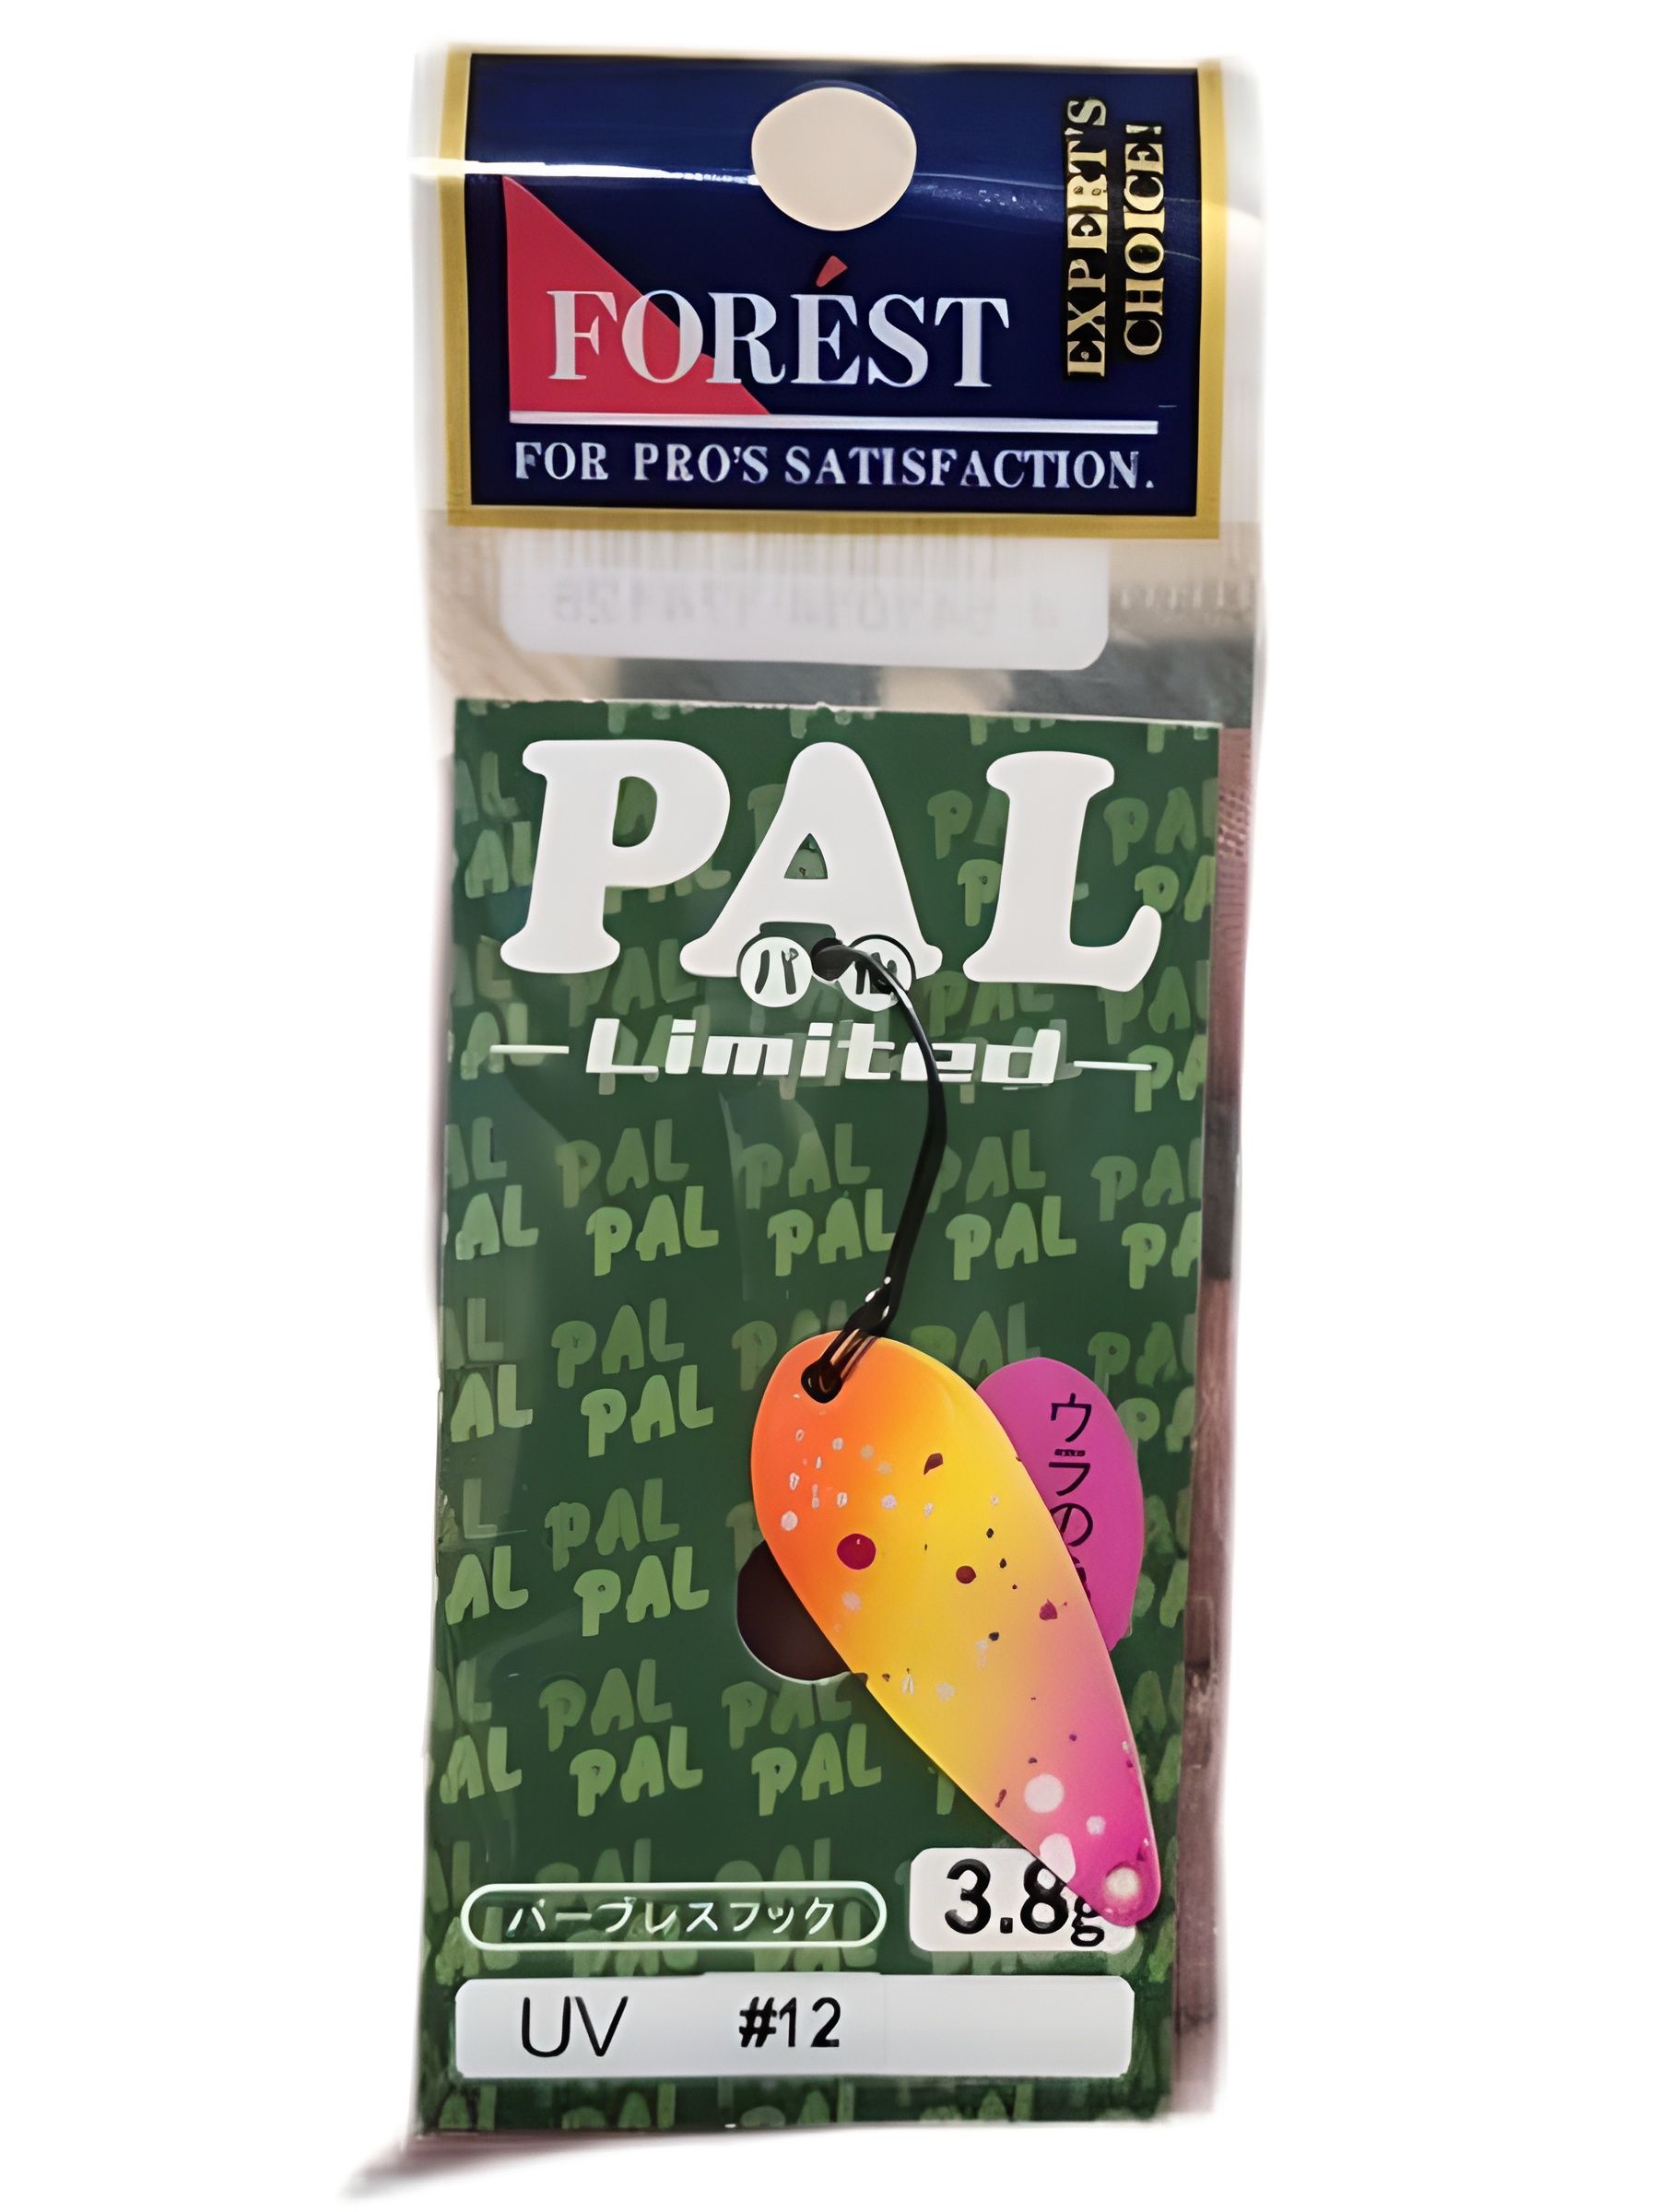 EXPERT'S
CHOICE!
FORÉST
FOR PRO'S SATISFACTION.
PAL
パ
Limited
ウラの
バーブレスフック
3.8g
UV #12